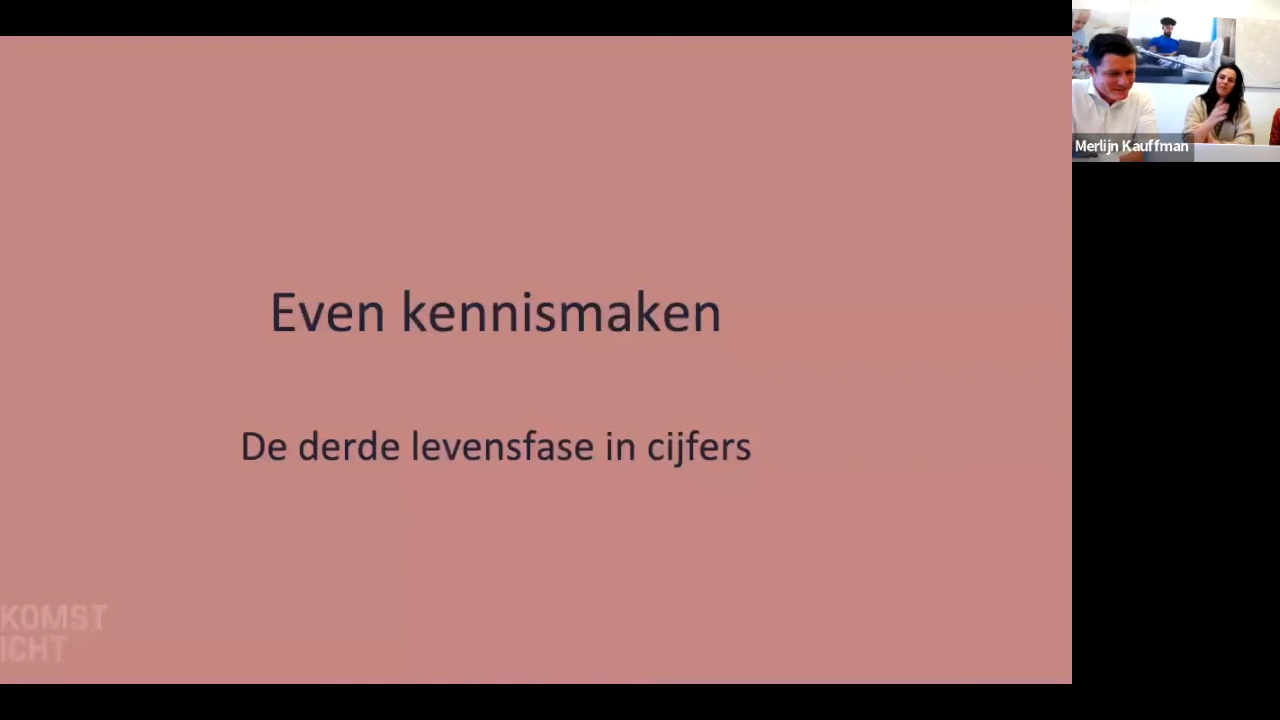 Even kennismaken
De derde levensfase in cijfers
KOMST
ICHT
Merlijn Kauffman